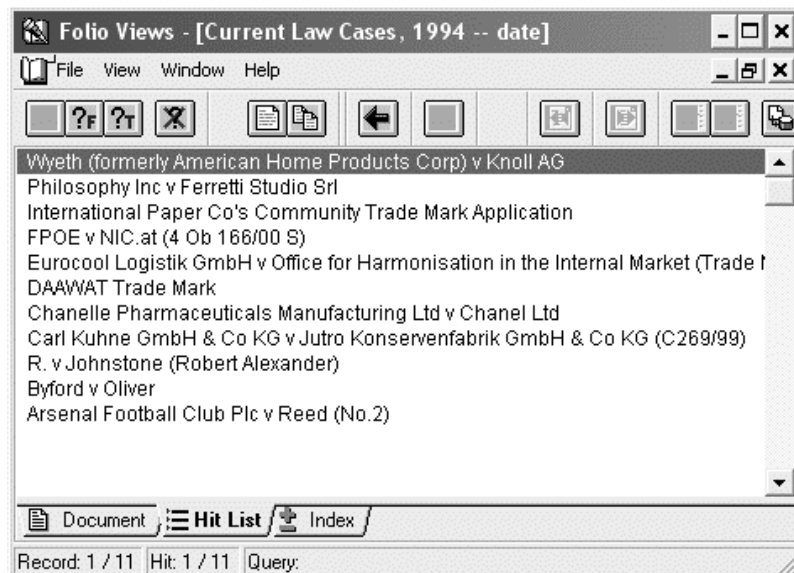 Folio Views - [Current Law Cases, 1994 -- date]
File View Window Help
?F ?T
Wyeth (formerly American Home Products Corp) v Knoll AG
Philosophy Inc v Ferretti Studio Srl
International Paper Co's Community Trade Mark Application
FPOE v NIC.at (4 Ob 166/00 S)
Eurocool Logistik GmbH v Office for Harmonisation in the Internal Market (Trade
DAAWAT Trade Mark
Chanelle Pharmaceuticals Manufacturing Ltd v Chanel Ltd
Carl Kuhne GmbH & Co KG v Jutro Konservenfabrik GmbH & Co KG (C269/99)
R. v Johnstone (Robert Alexander)
Byford v Oliver
Arsenal Football Club Plc v Reed (No.2)
Document Hit List Index
Record: 1 / 11 Hit: 1 / 11 Query: